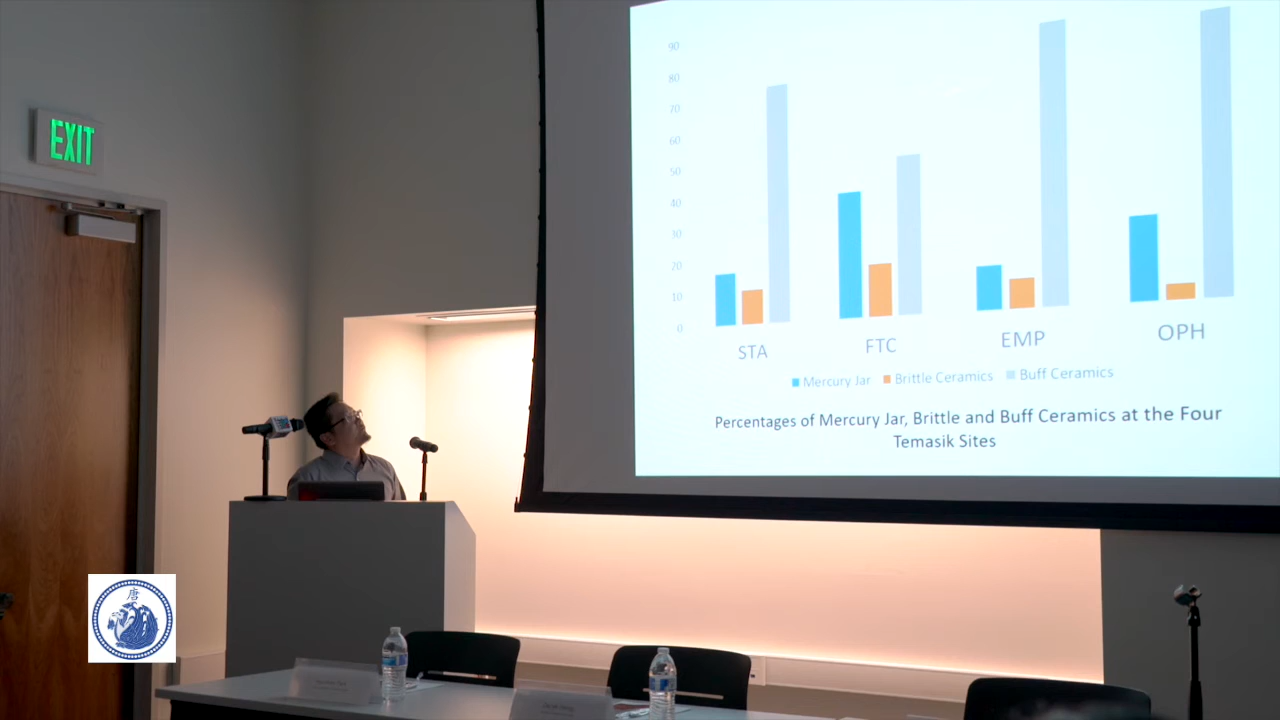 EXIT
90
80
70
60
50
40
30
20
10
0
STA
FTC
EMP
OPH
Mercury Jar
Brittle Ceramics
Buff Ceramics
Percentages of Mercury Jar, Brittle and Buff Ceramics at the Four
Temasik Sites
唐